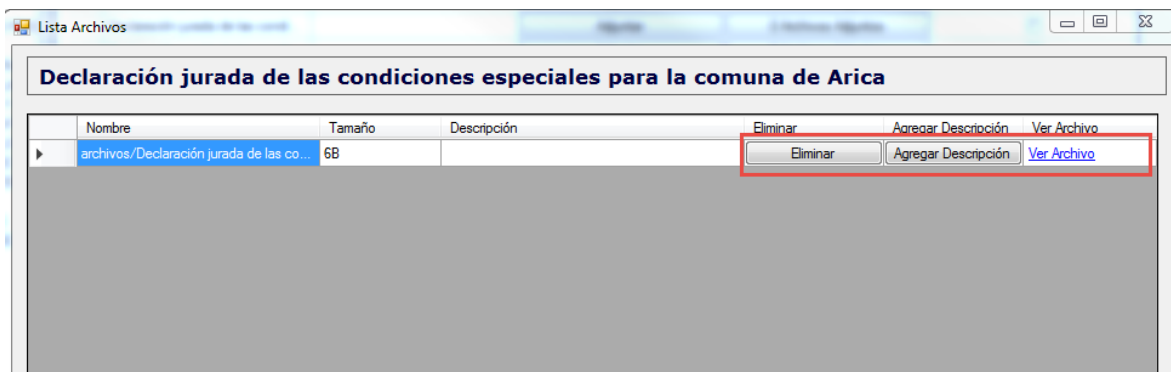 Lista Archivos
Declaración jurada de las condiciones especiales para la comuna de Arica
Nombre Tamaño Descripción Eliminar Agregar Descripción Ver Archivo
archivos/Declaración jurada de las co... 6B Eliminar Agregar Descripción Ver Archivo